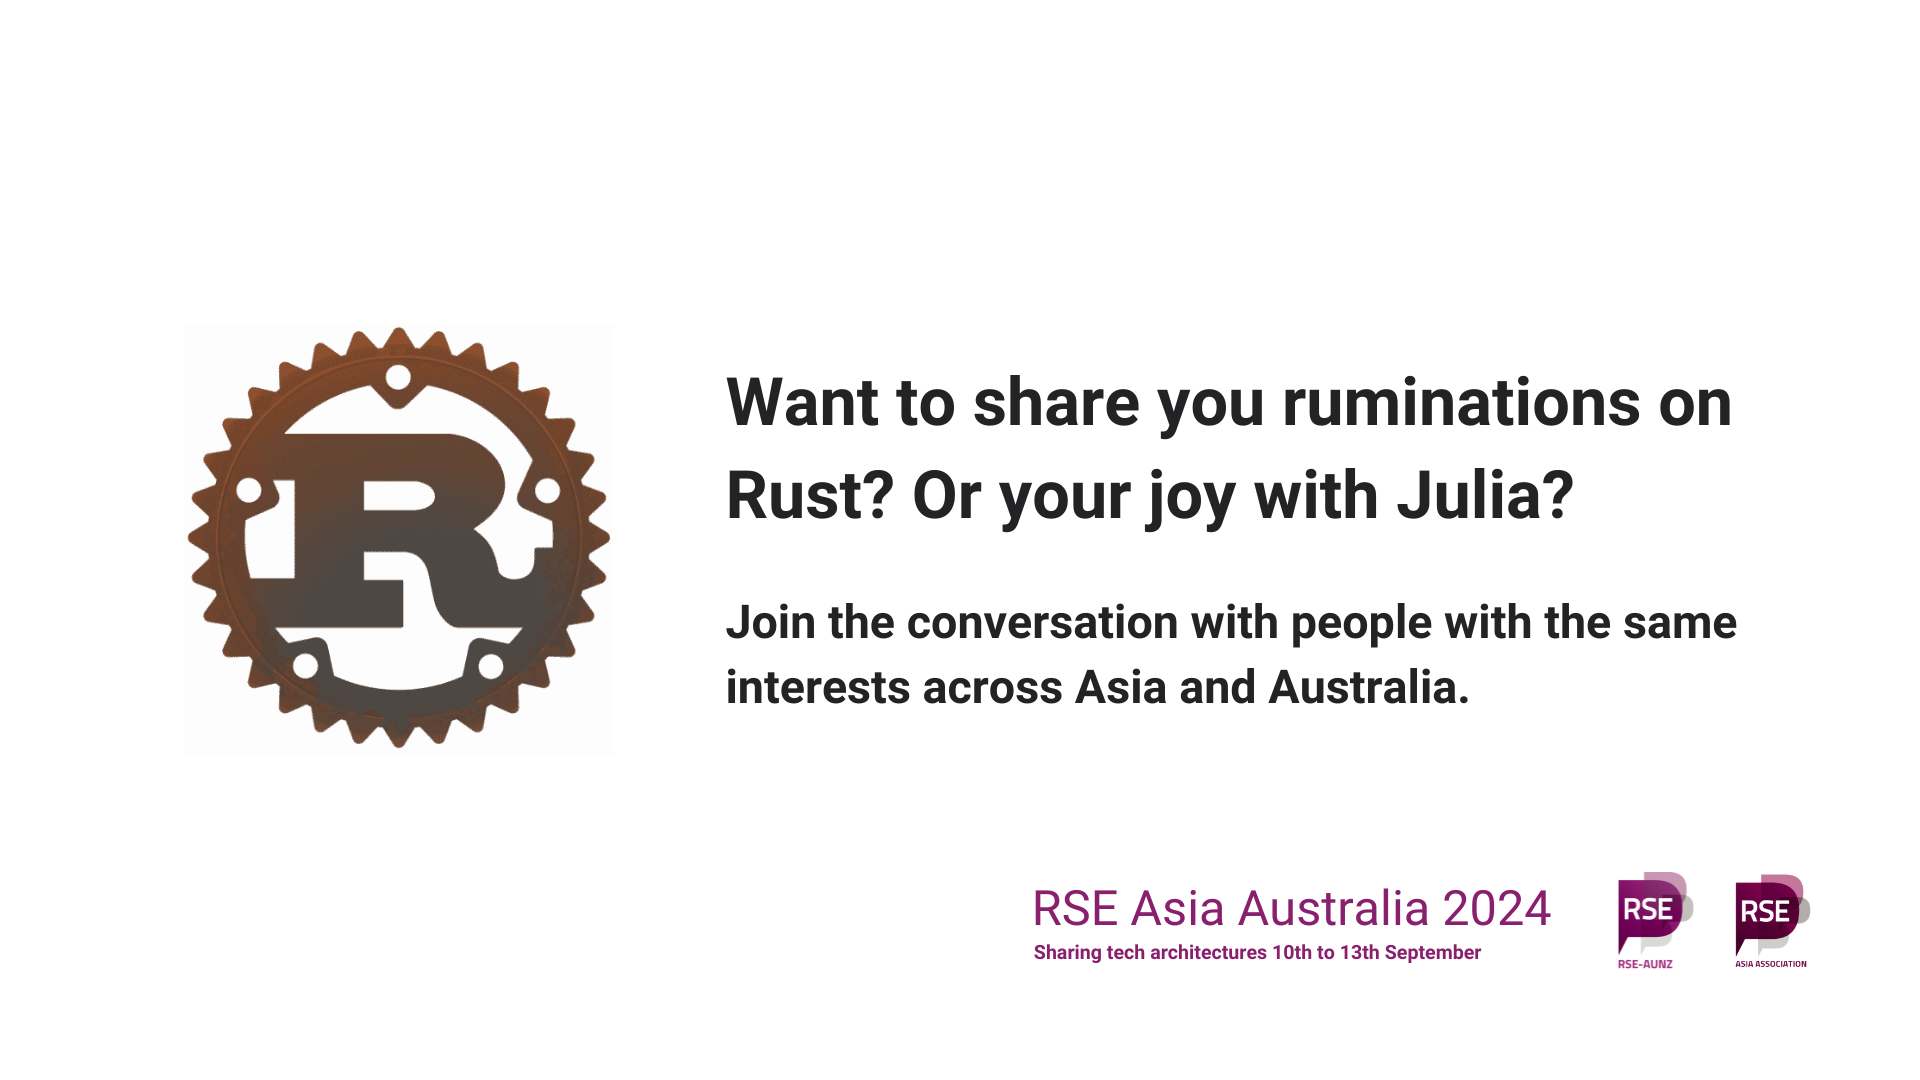 R
Want to share you ruminations on
Rust? Or your joy with Julia?
Join the conversation with people with the same
interests across Asia and Australia.
RSE Asia Australia 2024
Sharing tech architectures 10th to 13th September
RSE
RSE-AUNZ
RSE
ASIA ASSOCIATION